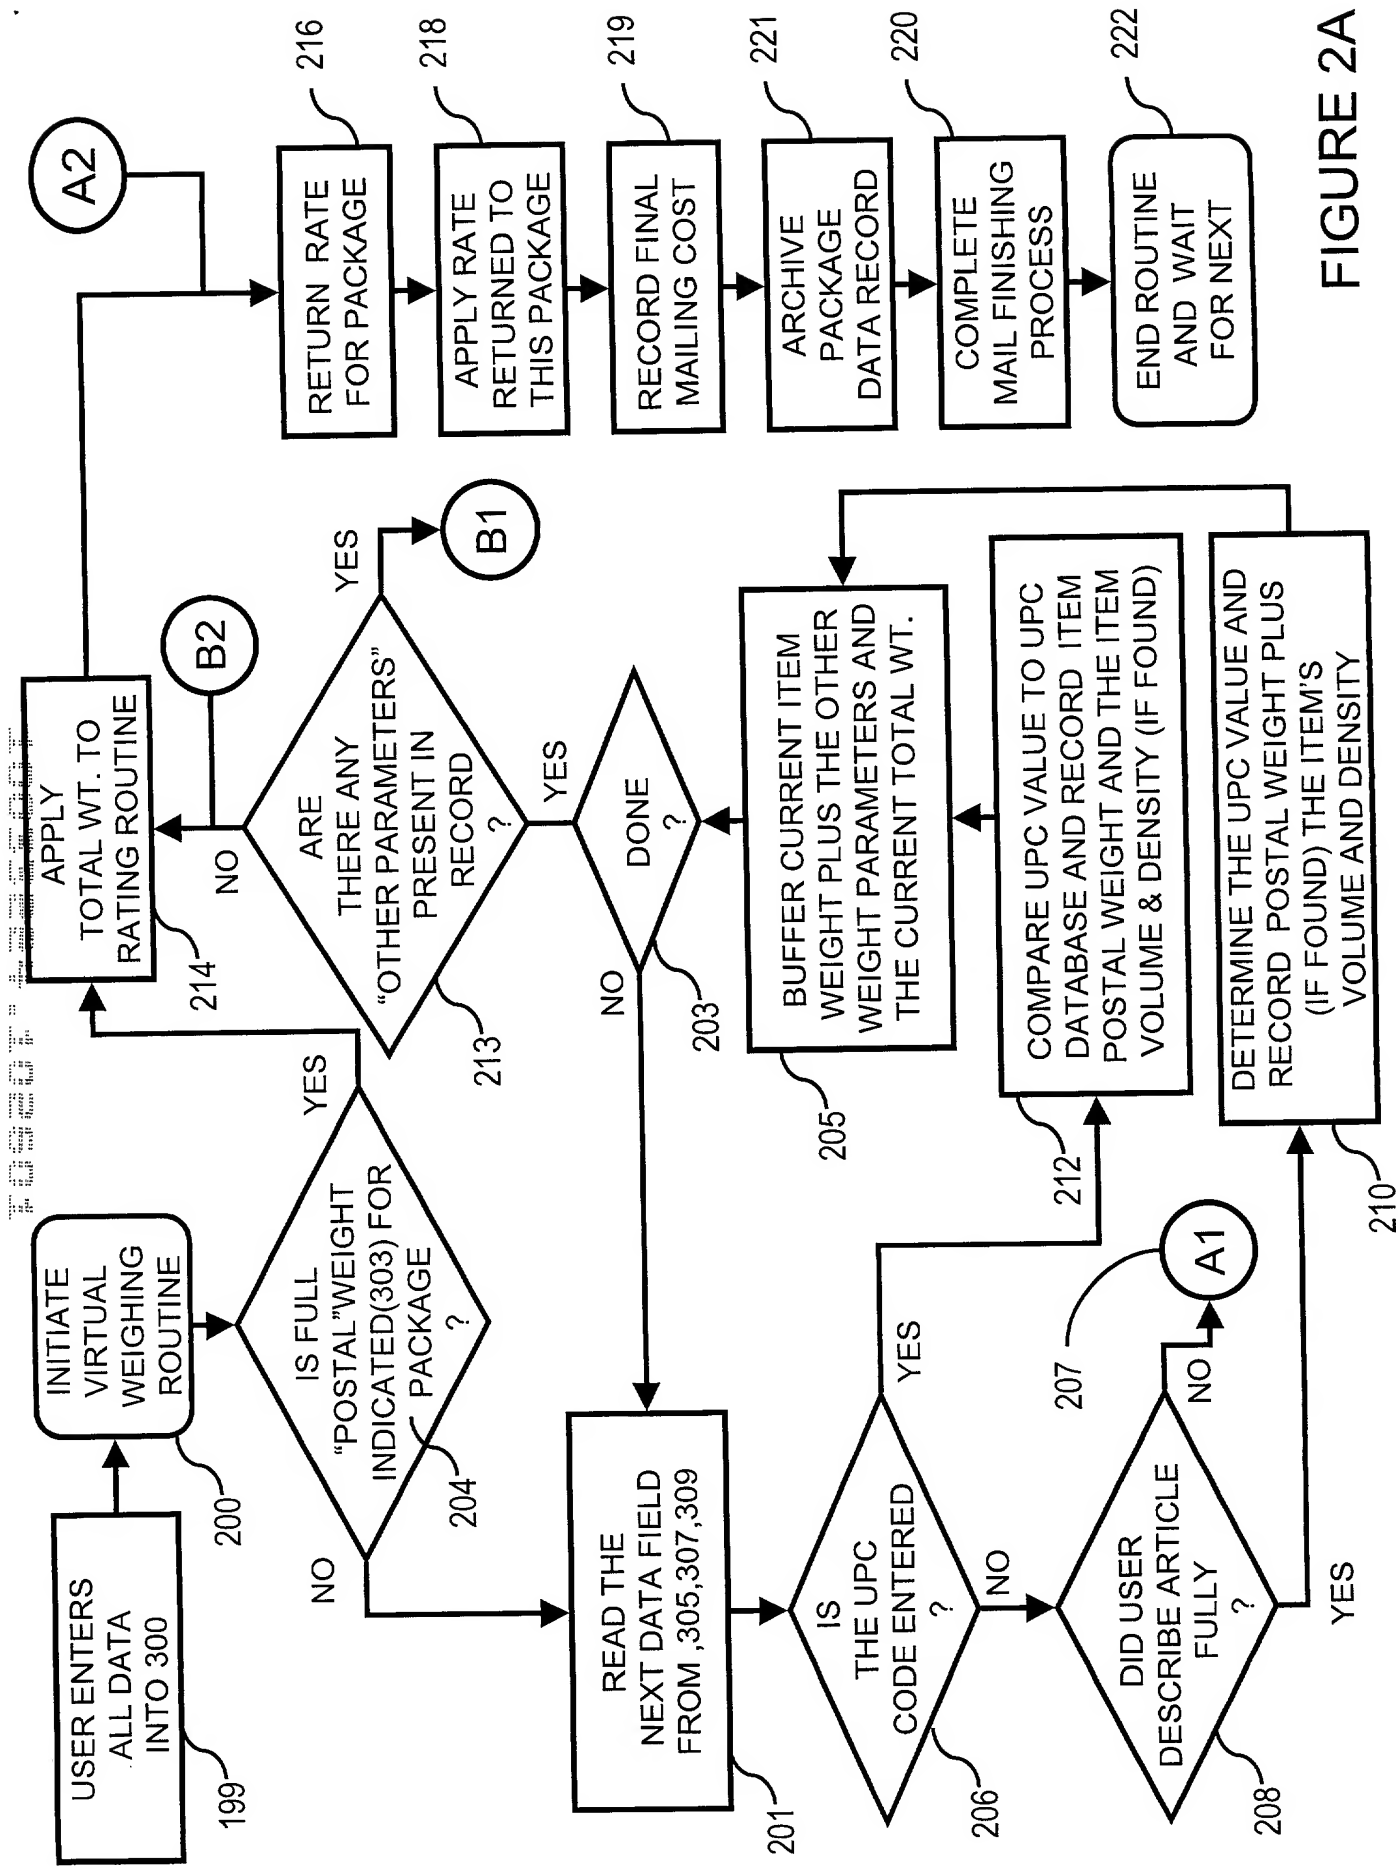 USER ENTERS
ALL DATA
INTO 300
199
INITIATE
VIRTUAL
WEIGHING
ROUTINE
200
IS FULL
“POSTAL”WEIGHT
INDICATED(303) FOR
PACKAGE
?
204
YES
NO
APPLY
TOTAL WT. TO
RATING ROUTINE
214
B2
NO
ARE
THERE ANY
“OTHER PARAMETERS”
PRESENT IN
RECORD
?
213
YES
B1
YES
DONE
?
203
NO
READ THE
NEXT DATA FIELD
FROM ,305,307,309
201
IS
THE UPC
CODE ENTERED
?
206
YES
NO
DID USER
DESCRIBE ARTICLE
FULLY
?
208
NO
207
A1
YES
BUFFER CURRENT ITEM
WEIGHT PLUS THE OTHER
WEIGHT PARAMETERS AND
THE CURRENT TOTAL WT.
205
COMPARE UPC VALUE TO UPC
DATABASE AND RECORD ITEM
POSTAL WEIGHT AND THE ITEM
VOLUME & DENSITY (IF FOUND)
212
DETERMINE THE UPC VALUE AND
RECORD POSTAL WEIGHT PLUS
(IF FOUND) THE ITEM'S
VOLUME AND DENSITY
210
A2
RETURN RATE
FOR PACKAGE
216
APPLY RATE
RETURNED TO
THIS PACKAGE
218
RECORD FINAL
MAILING COST
219
ARCHIVE
PACKAGE
DATA RECORD
221
COMPLETE
MAIL FINISHING
PROCESS
220
END ROUTINE
AND WAIT
FOR NEXT
222
FIGURE 2A